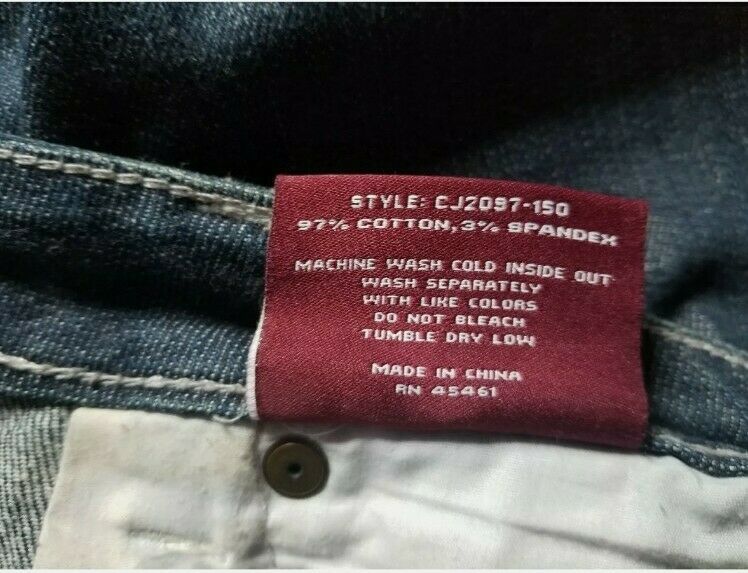 STYLE: CJ2097-150
97% COTTON, 3% SPANDEX
MACHINE WASH COLD INSIDE OUT
WASH SEPARATELY
WITH LIKE COLORS
DO NOT BLEACH
TUMBLE DRY LOW
MADE IN CHINA
RN 45461